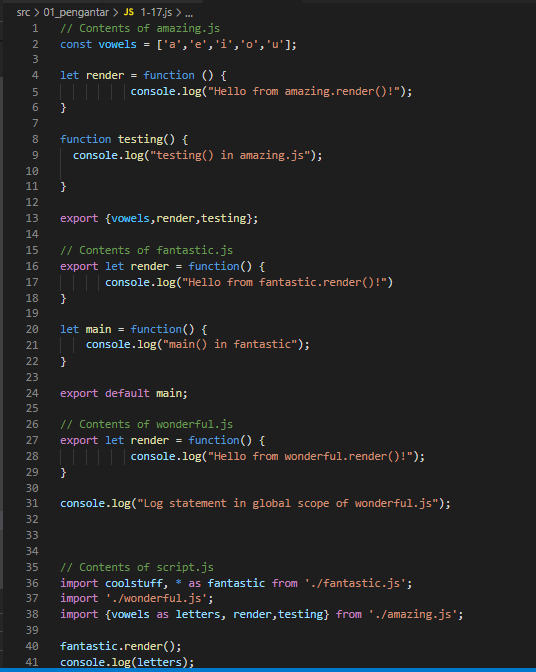 src > 01_pengantar > JS 1-17.js > ...
1 // Contents of amazing.js
2 const vowels = ['a','e','i','o','u'];
3
4 let render = function () {
5 console.log("Hello from amazing.render()!");
6 }
7
8 function testing() {
9 console.log("testing() in amazing.js");
10
11 }
12
13 export {vowels,render,testing};
14
15 // Contents of fantastic.js
16 export let render = function() {
17 console.log("Hello from fantastic.render()!")
18 }
19
20 let main = function() {
21 console.log("main() in fantastic");
22 }
23
24 export default main;
25
26 // Contents of wonderful.js
27 export let render = function() {
28 console.log("Hello from wonderful.render()!");
29 }
30
31 console.log("Log statement in global scope of wonderful.js");
32
33
34
35 // Contents of script.js
36 import coolstuff, * as fantastic from './fantastic.js';
37 import './wonderful.js';
38 import {vowels as letters, render,testing} from './amazing.js';
39
40 fantastic.render();
41 console.log(letters);